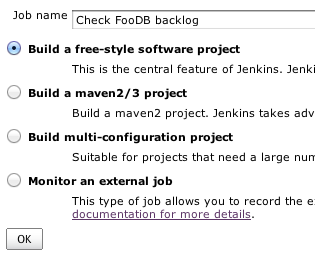 Job name Check FooDB backlog
Build a free-style software project
This is the central feature of Jenkins. Jenki
Build a maven2/3 project
Build a maven2 project. Jenkins takes adv
Build multi-configuration project
Suitable for projects that need a large num
Monitor an external job
This type of job allows you to record the e
documentation for more details.
OK